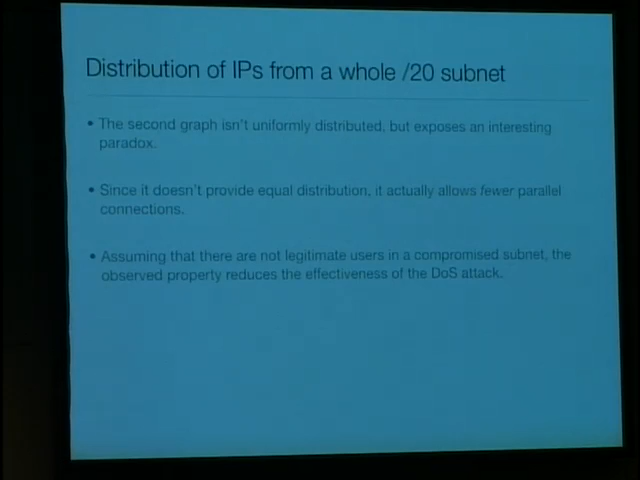 Distribution of IPs from a whole /20 subnet
• The second graph isn't uniformly distributed, but exposes an interesting
paradox.
• Since it doesn't provide equal distribution, it actually allows fewer parallel
connections.
• Assuming that there are not legitimate users in a compromised subnet, the
observed property reduces the effectiveness of the DoS attack.